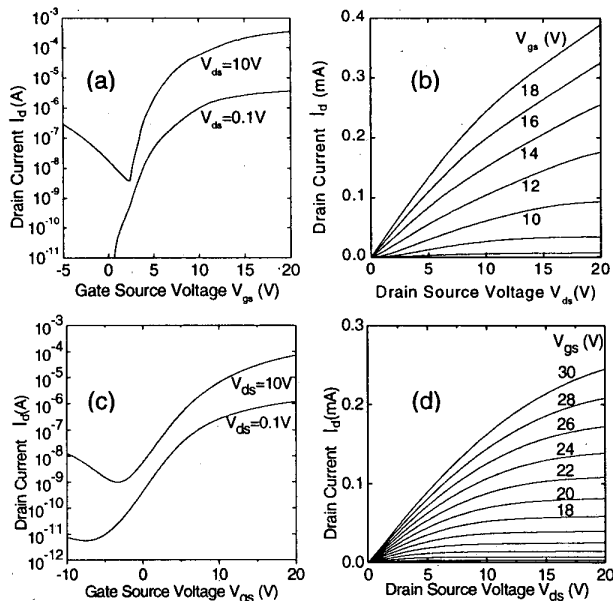 (a)
Drain Current I_d(A)
10^-3
10^-4
10^-5
10^-6
10^-7
10^-8
10^-9
10^-10
10^-11
V_ds=10V
V_ds=0.1V
-5 0 5 10 15 20
Gate Source Voltage V_gs (V)
(b)
Drain Current I_d (mA)
0.4
0.3
0.2
0.1
0.0
V_gs (V)
18
16
14
12
10
0 5 10 15 20
Drain Source Voltage V_ds(V)
(c)
Drain Current I_d(A)
10^-3
10^-4
10^-5
10^-6
10^-7
10^-8
10^-9
10^-10
10^-11
10^-12
V_ds=10V
V_ds=0.1V
-10 0 10 20
Gate Source Voltage V_gs (V)
(d)
Drain Current I_d(mA)
0.3
0.2
0.1
0.0
V_gs (V)
30
28
26
24
22
20
18
0 5 10 15 20
Drain Source Voltage V_ds (V)